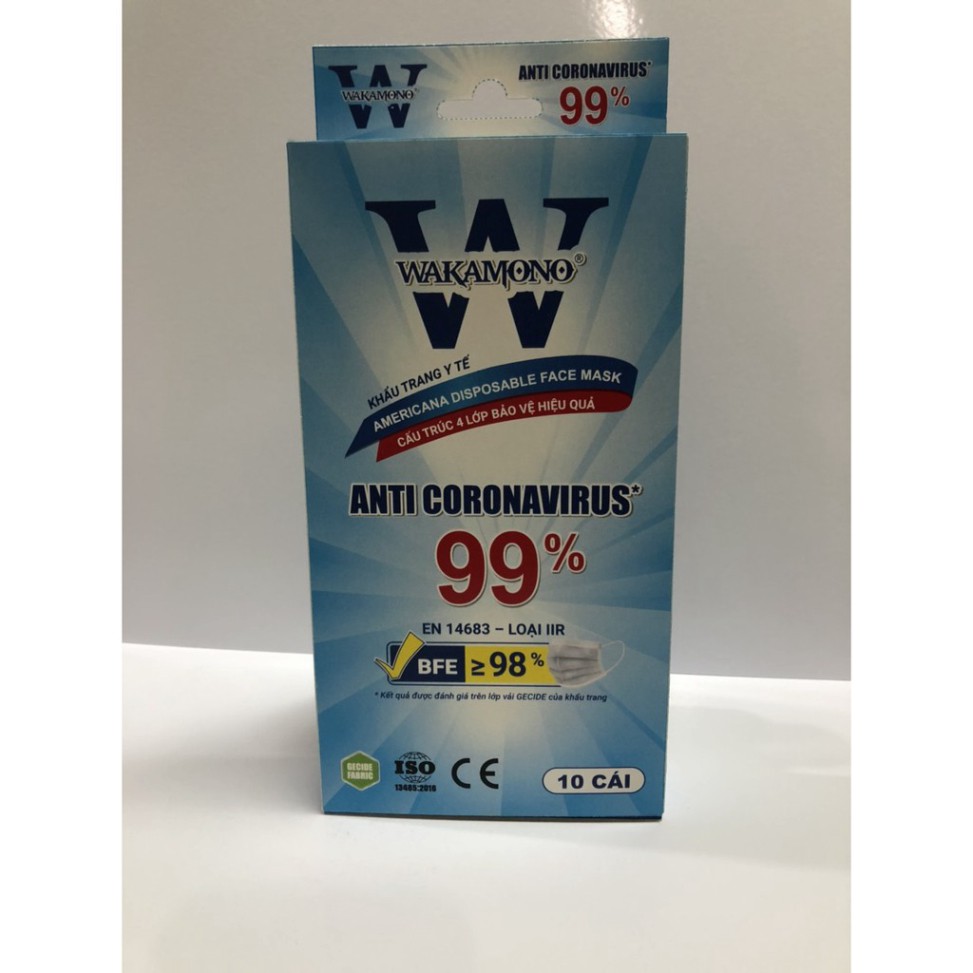 W
WAKAMONO®
ANTI CORONAVIRUS*
99%
W
WAKAMONO®
KHẨU TRANG Y TẾ
AMERICANA DISPOSABLE FACE MASK
CẤU TRÚC 4 LỚP BẢO VỆ HIỆU QUẢ
ANTI CORONAVIRUS*
99%
EN 14683 – LOẠI IIR
BFE ≥ 98%
* Kết quả được đánh giá trên lớp vải GECIDE của khẩu trang
GECIDE
FABRIC
ISO
13485:2016
CE
10 CÁI